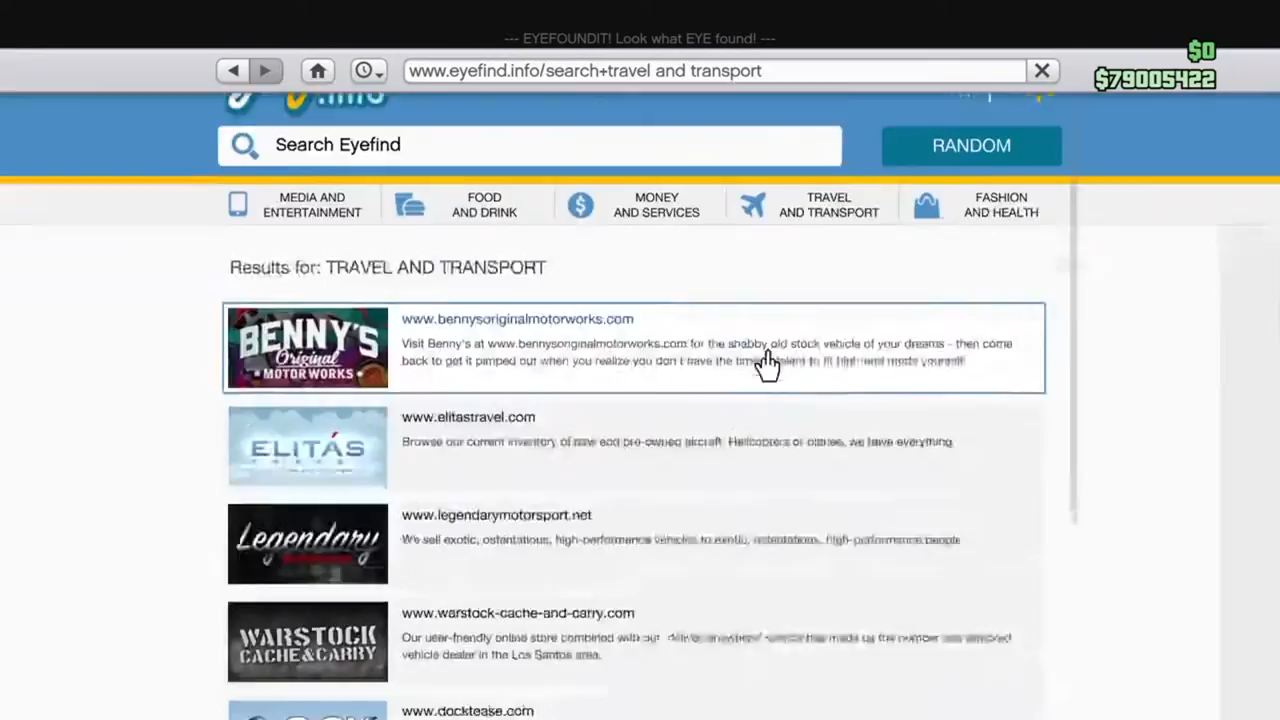 --- EYEFOUNDIT! Look what EYE found! ---
$0
www.eyefind.info/search+travel and transport
$79005422
.info
Search Eyefind
RANDOM
MEDIA AND ENTERTAINMENT
FOOD AND DRINK
MONEY AND SERVICES
TRAVEL AND TRANSPORT
FASHION AND HEALTH
Results for: TRAVEL AND TRANSPORT
BENNY'S
Original
MOTORWORKS
www.bennysoriginalmotorworks.com
Visit Benny's at www.bennysoriginalmotorworks.com for the shabby old stock vehicle of your dreams - then come
back to get it pimped out when you realize you don't have the
ELITÁS
www.elitastravel.com
Browse our current inventory of new and pre-owned aircraft. Helicopters or planes, we have everything.
Legendary
www.legendarymotorsport.net
We sell exotic, ostentatious, high-performance vehicles to exotic, ostentatious, high-performance people
WARSTOCK
CACHE & CARRY
www.warstock-cache-and-carry.com
Our user-friendly online store combined with our
vehicle dealer in the Los Santos area.
www.docktease.com